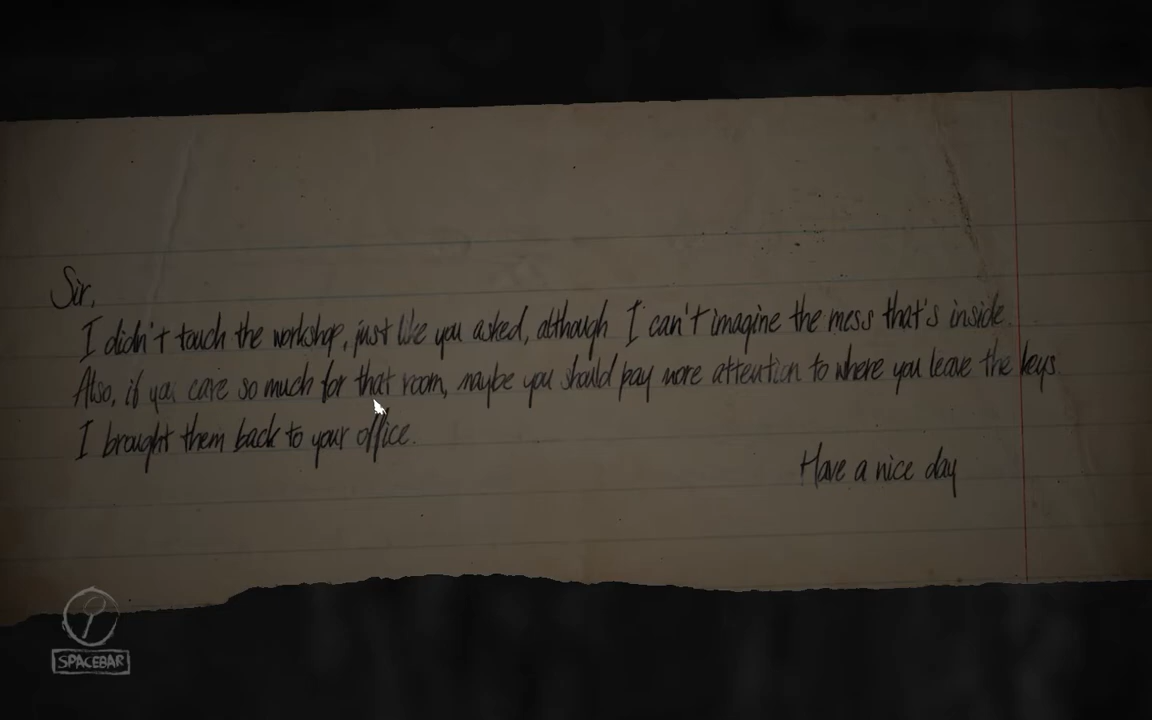 Sir,
I didn't touch the workshop, just like you asked, although I can't imagine the mess that's inside.
Also, if you care so much for that room, maybe you should pay more attention to where you leave the keys.
I brought them back to your office.
Have a nice day
SPACEBAR